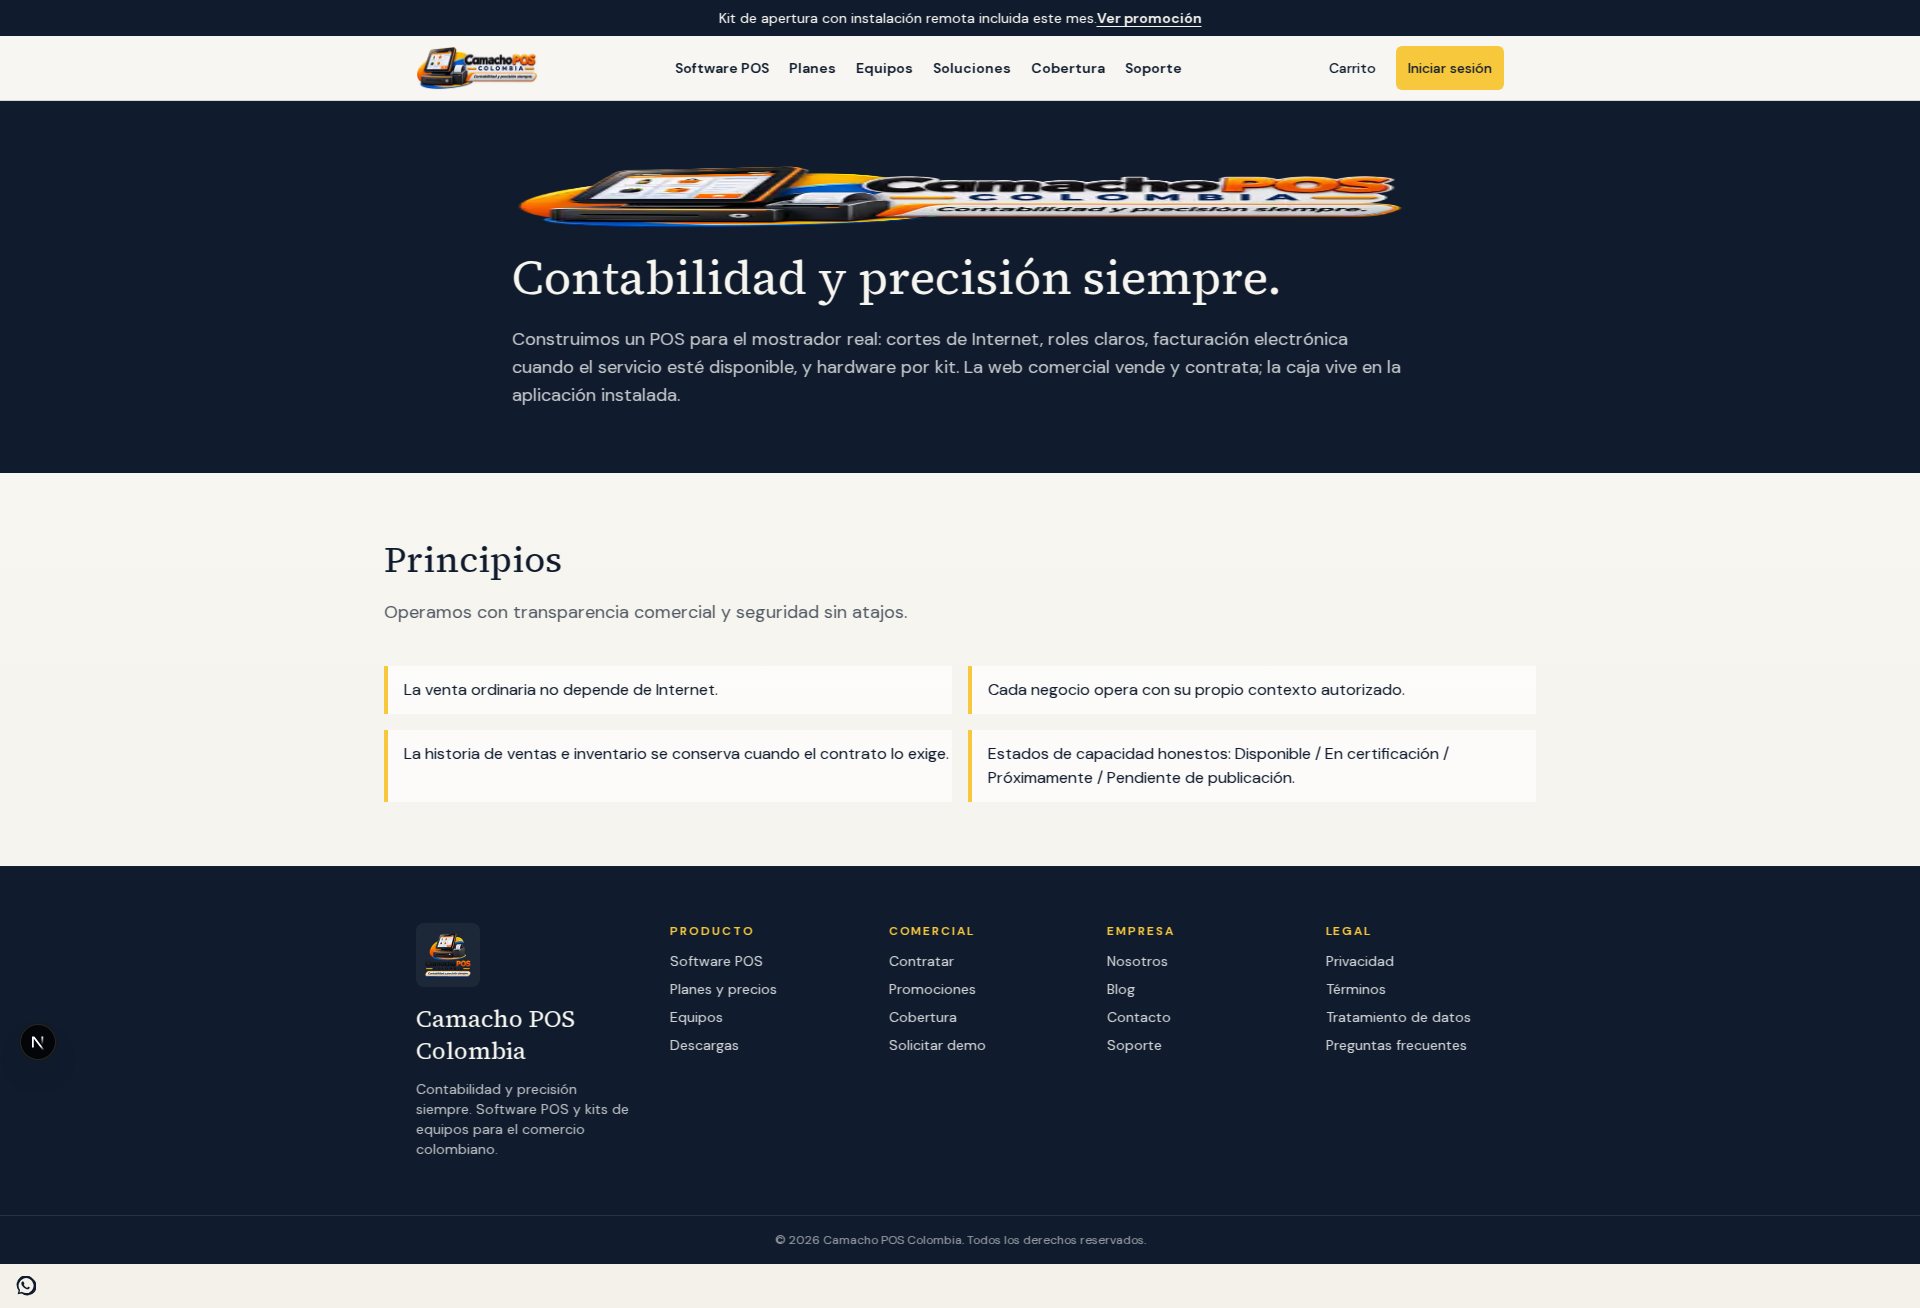 Kit de apertura con instalación remota incluida este mes.Ver promoción
CamachoPOS
COLOMBIA
Contabilidad y precisión siempre.
Software POS
Planes
Equipos
Soluciones
Cobertura
Soporte
Carrito
Iniciar sesión
CamachoPOS
COLOMBIA
Contabilidad y precisión siempre.
Contabilidad y precisión siempre.
Construimos un POS para el mostrador real: cortes de Internet, roles claros, facturación electrónica
cuando el servicio esté disponible, y hardware por kit. La web comercial vende y contrata; la caja vive en la
aplicación instalada.
Principios
Operamos con transparencia comercial y seguridad sin atajos.
La venta ordinaria no depende de Internet.
Cada negocio opera con su propio contexto autorizado.
La historia de ventas e inventario se conserva cuando el contrato lo exige.
Estados de capacidad honestos: Disponible / En certificación /
Próximamente / Pendiente de publicación.
Camacho POS
Colombia
Contabilidad y precisión
siempre. Software POS y kits de
equipos para el comercio
colombiano.
PRODUCTO
Software POS
Planes y precios
Equipos
Descargas
COMERCIAL
Contratar
Promociones
Cobertura
Solicitar demo
EMPRESA
Nosotros
Blog
Contacto
Soporte
LEGAL
Privacidad
Términos
Tratamiento de datos
Preguntas frecuentes
N
© 2026 Camacho POS Colombia. Todos los derechos reservados.